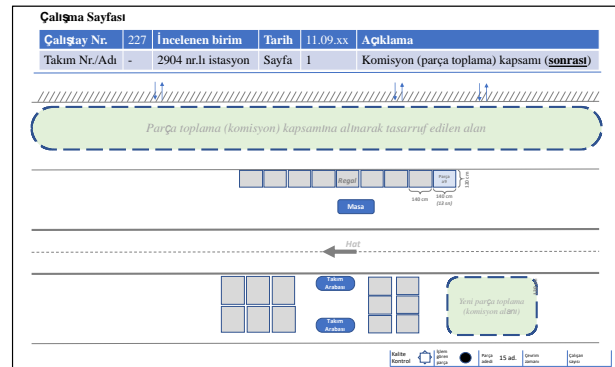 Çalışma Sayfası
Çalıştay Nr. 227 İncelenen birim Tarih 11.09.xx Açıklama
Takım Nr./Adı - 2904 nr.lı istasyon Sayfa 1 Komisyon (parça toplama) kapsamı (sonrası)
Parça toplama (komisyon) kapsamına alınarak tasarruf edilen alan
Regal
Parça
120 cm
140 cm
140 cm
Masa
Hat
Takım
Arabası
Takım
Arabası
Yeni parça toplama
(komisyon alanı)
Kalite
Kontrol
İşlem
gören
parça
Parça
adedi
15 ad.
Çevrim
zamanı
Çalışan
sayısı